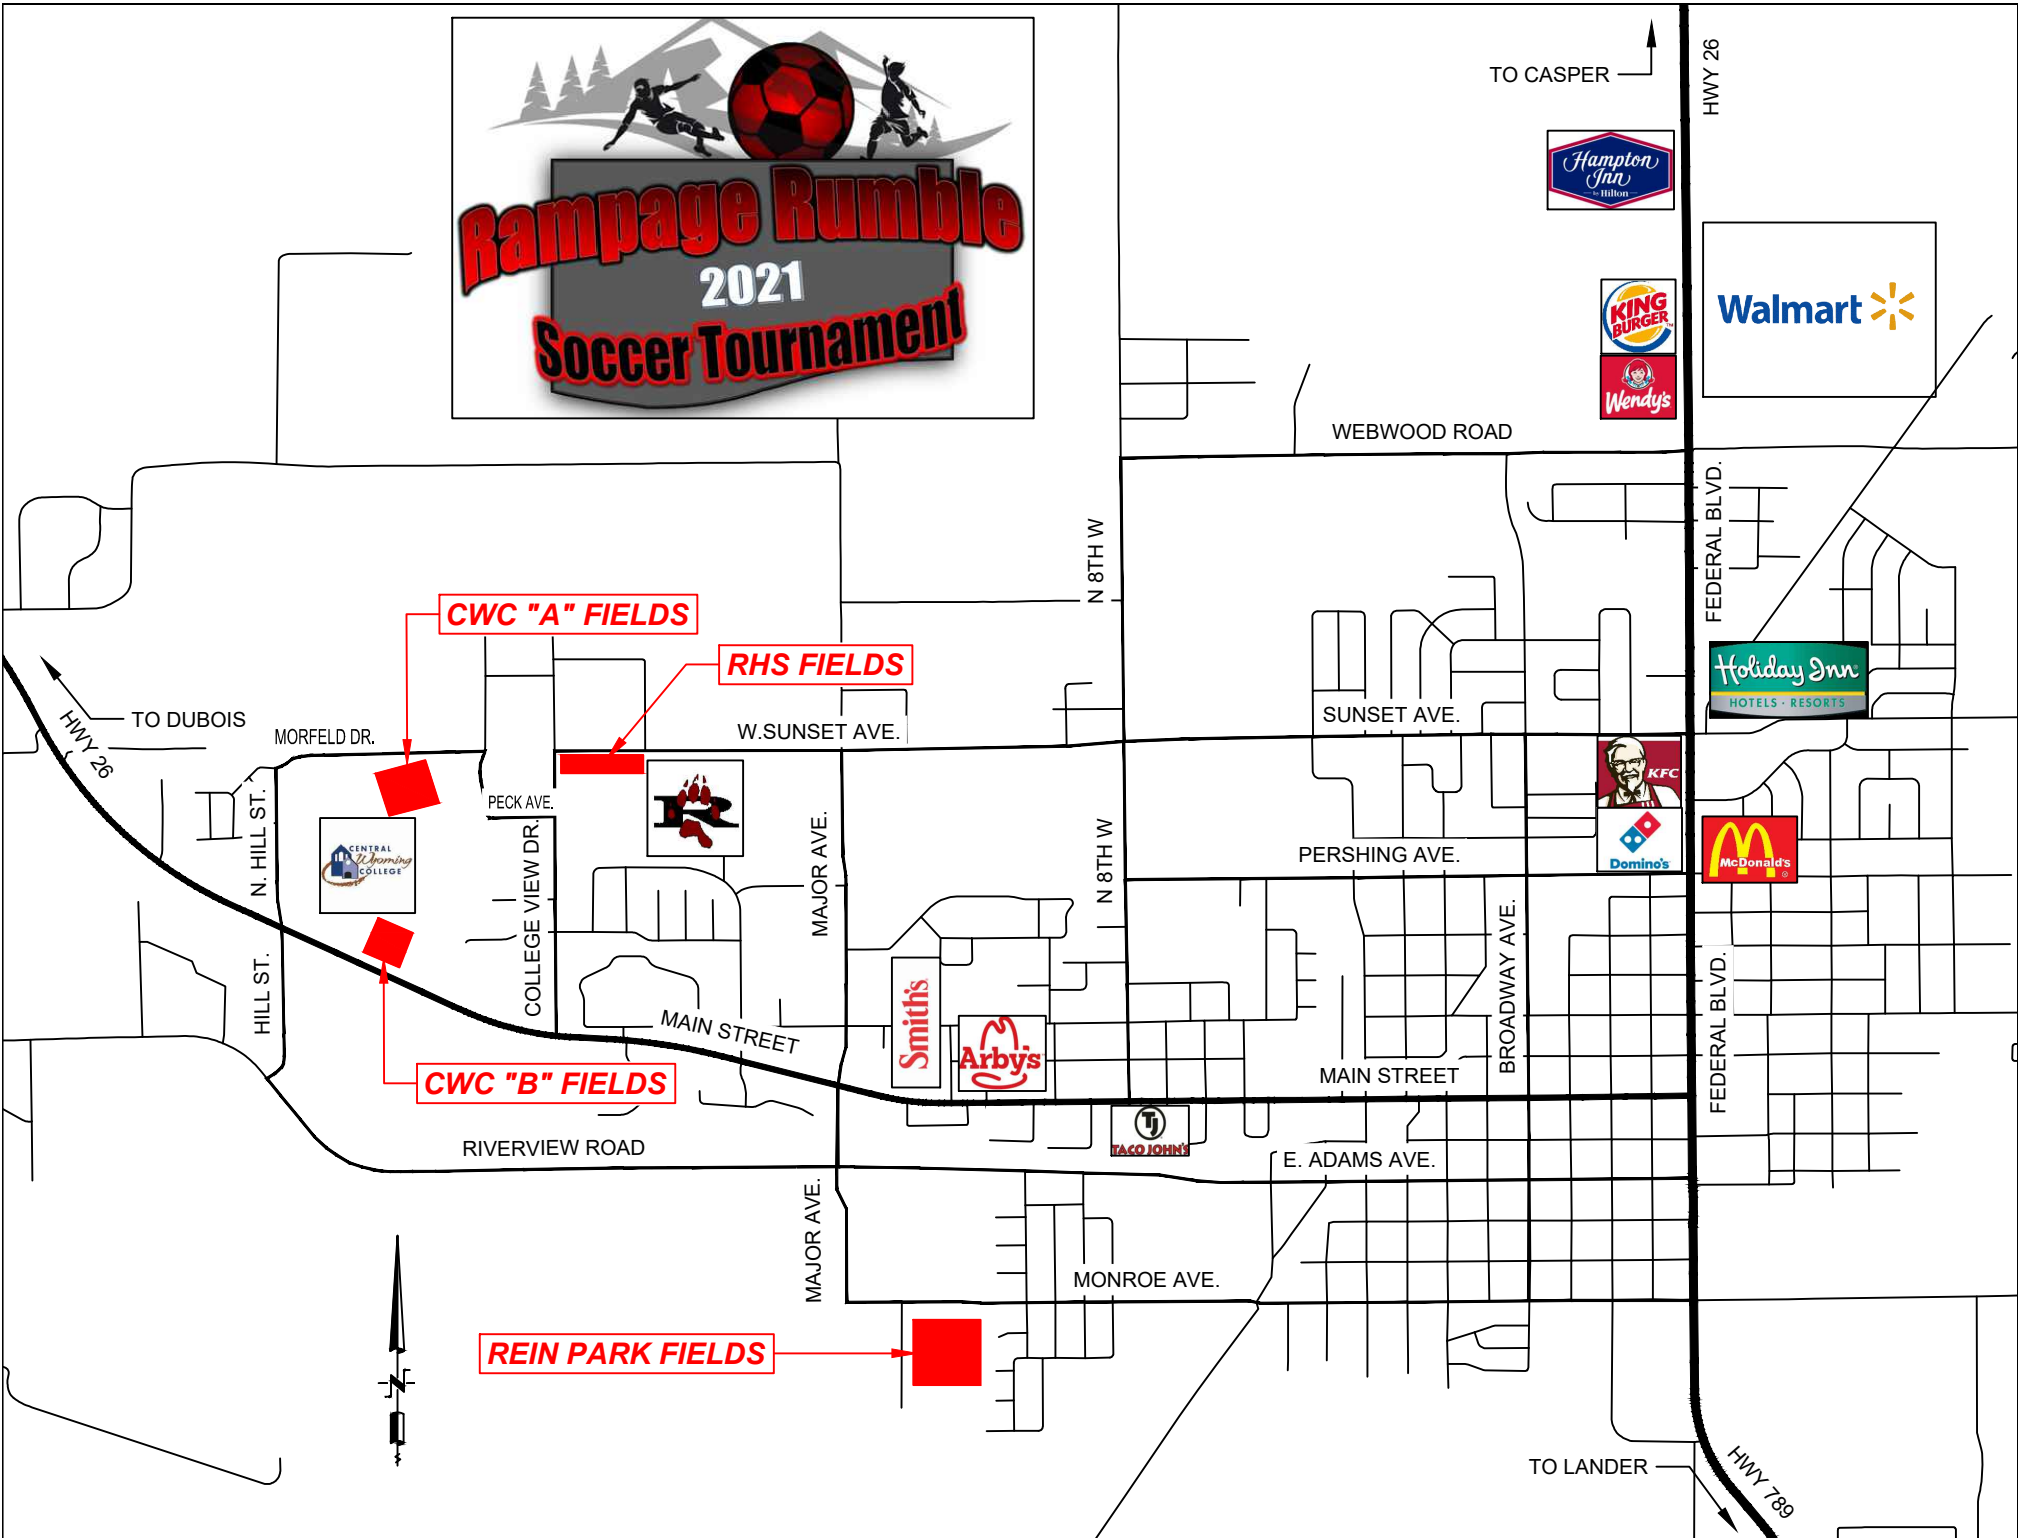 TO CASPER
HWY 26
Hampton
Inn
by Hilton
Rampage Rumble
2021
Soccer Tournament
BURGER
KING
™
Walmart
Wendy's
WEBWOOD ROAD
FEDERAL BLVD.
N 8TH W
CWC "A" FIELDS
RHS FIELDS
Holiday Inn
HOTELS · RESORTS
TO DUBOIS
HWY 26
MORFELD DR.
W.SUNSET AVE.
SUNSET AVE.
KFC
PECK AVE.
R
N. HILL ST.
CENTRAL
Wyoming
COLLEGE
MAJOR AVE.
N 8TH W
PERSHING AVE.
Domino's
McDonald's
®
COLLEGE VIEW DR.
BROADWAY AVE.
HILL ST.
FEDERAL BLVD.
MAIN STREET
Smith's
Arby's
MAIN STREET
CWC "B" FIELDS
TJ
TACO JOHN'S
RIVERVIEW ROAD
E. ADAMS AVE.
MAJOR AVE.
MONROE AVE.
N
REIN PARK FIELDS
TO LANDER
HWY 789